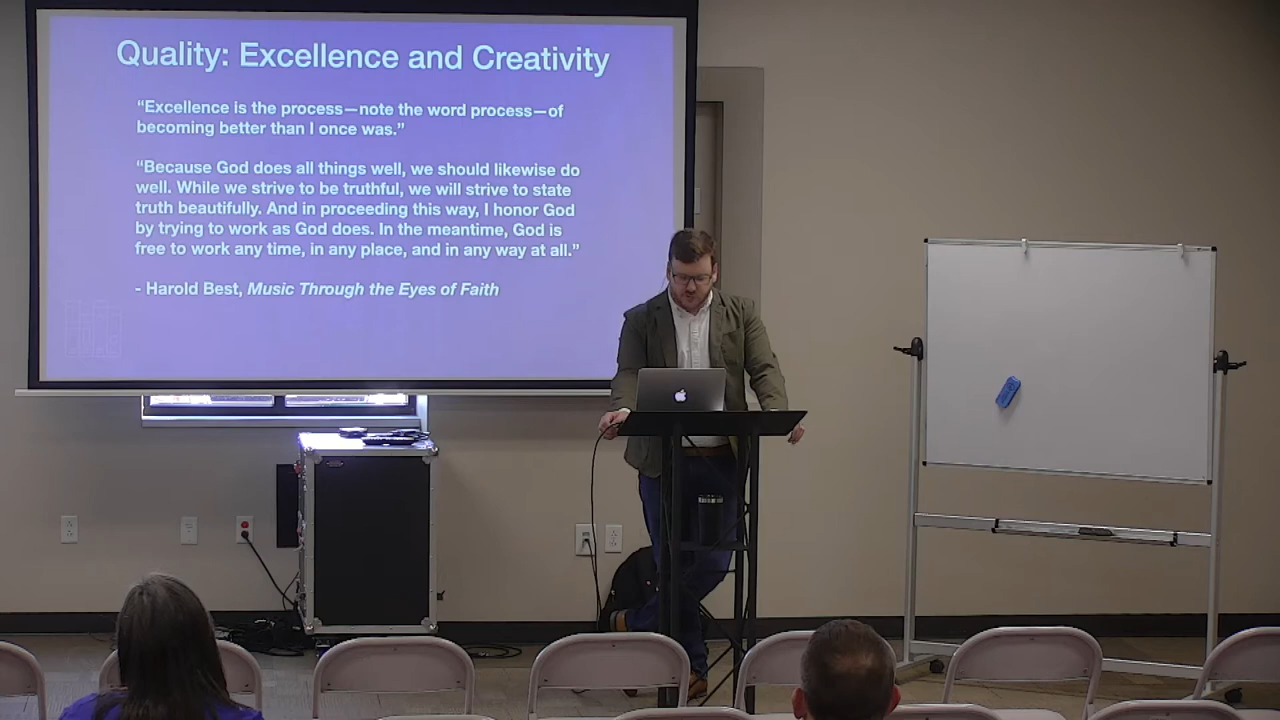 Quality: Excellence and Creativity
“Excellence is the process—note the word process—of
becoming better than I once was.”
“Because God does all things well, we should likewise do
well. While we strive to be truthful, we will strive to state
truth beautifully. And in proceeding this way, I honor God
by trying to work as God does. In the meantime, God is
free to work any time, in any place, and in any way at all.”
- Harold Best, Music Through the Eyes of Faith